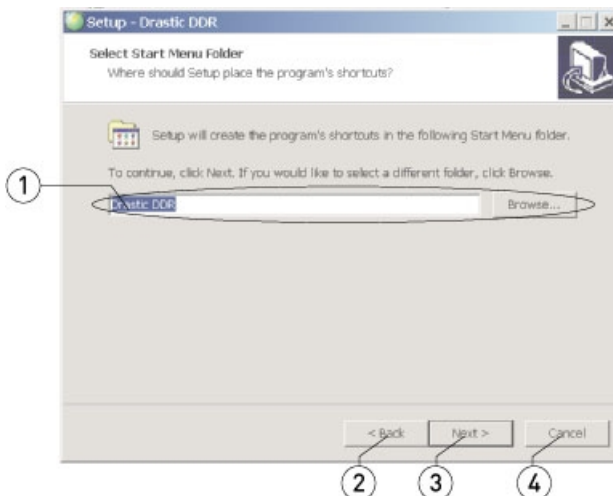 Setup - Drastic DDR
Select Start Menu Folder
Where should Setup place the program's shortcuts?
Setup will create the program's shortcuts in the following Start Menu folder.
To continue, click Next. If you would like to select a different folder, click Browse.
1
Drastic DDR
Browse...
< Back
Next >
Cancel
2
3
4